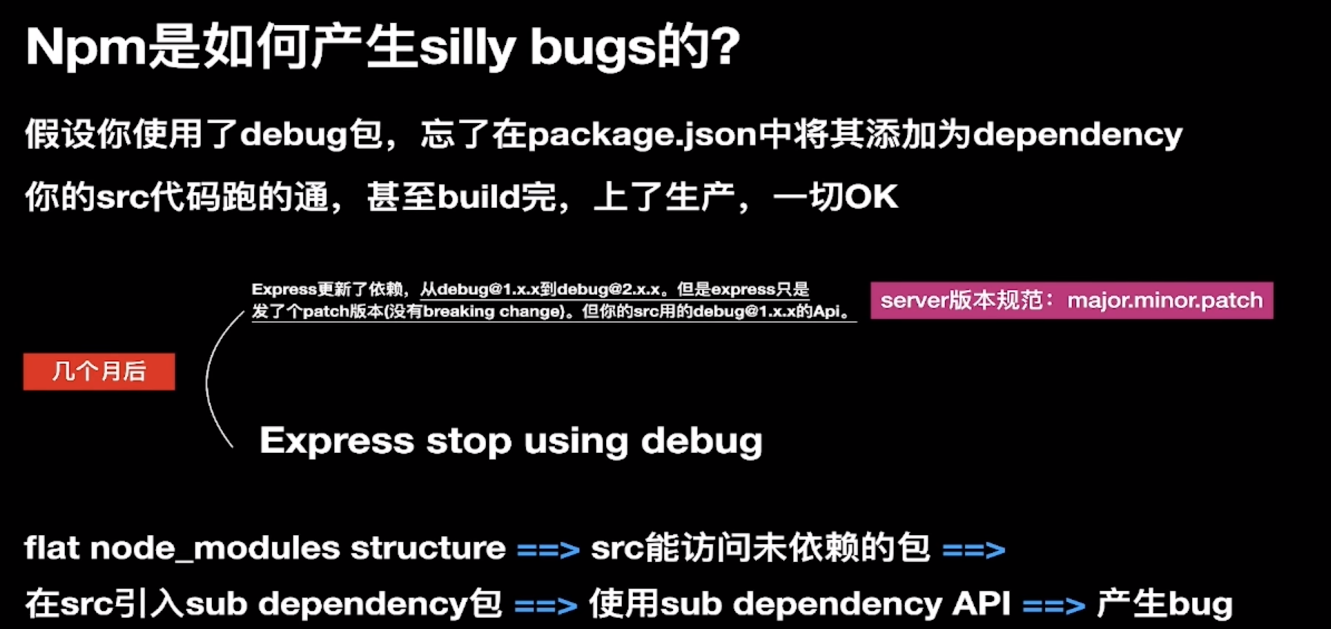 Npm是如何产生silly bugs的?
假设你使用了debug包，忘了在package.json中将其添加为dependency
你的src代码跑的通，甚至build完，上了生产，一切OK
Express更新了依赖，从debug@1.x.x到debug@2.x.x。但是express只是
发了个patch版本(没有breaking change)。但你的src用的debug@1.x.x的Api。
server版本规范：major.minor.patch
几个月后
Express stop using debug
flat node_modules structure ==> src能访问未依赖的包 ==>
在src引入sub dependency包 ==> 使用sub dependency API ==> 产生bug